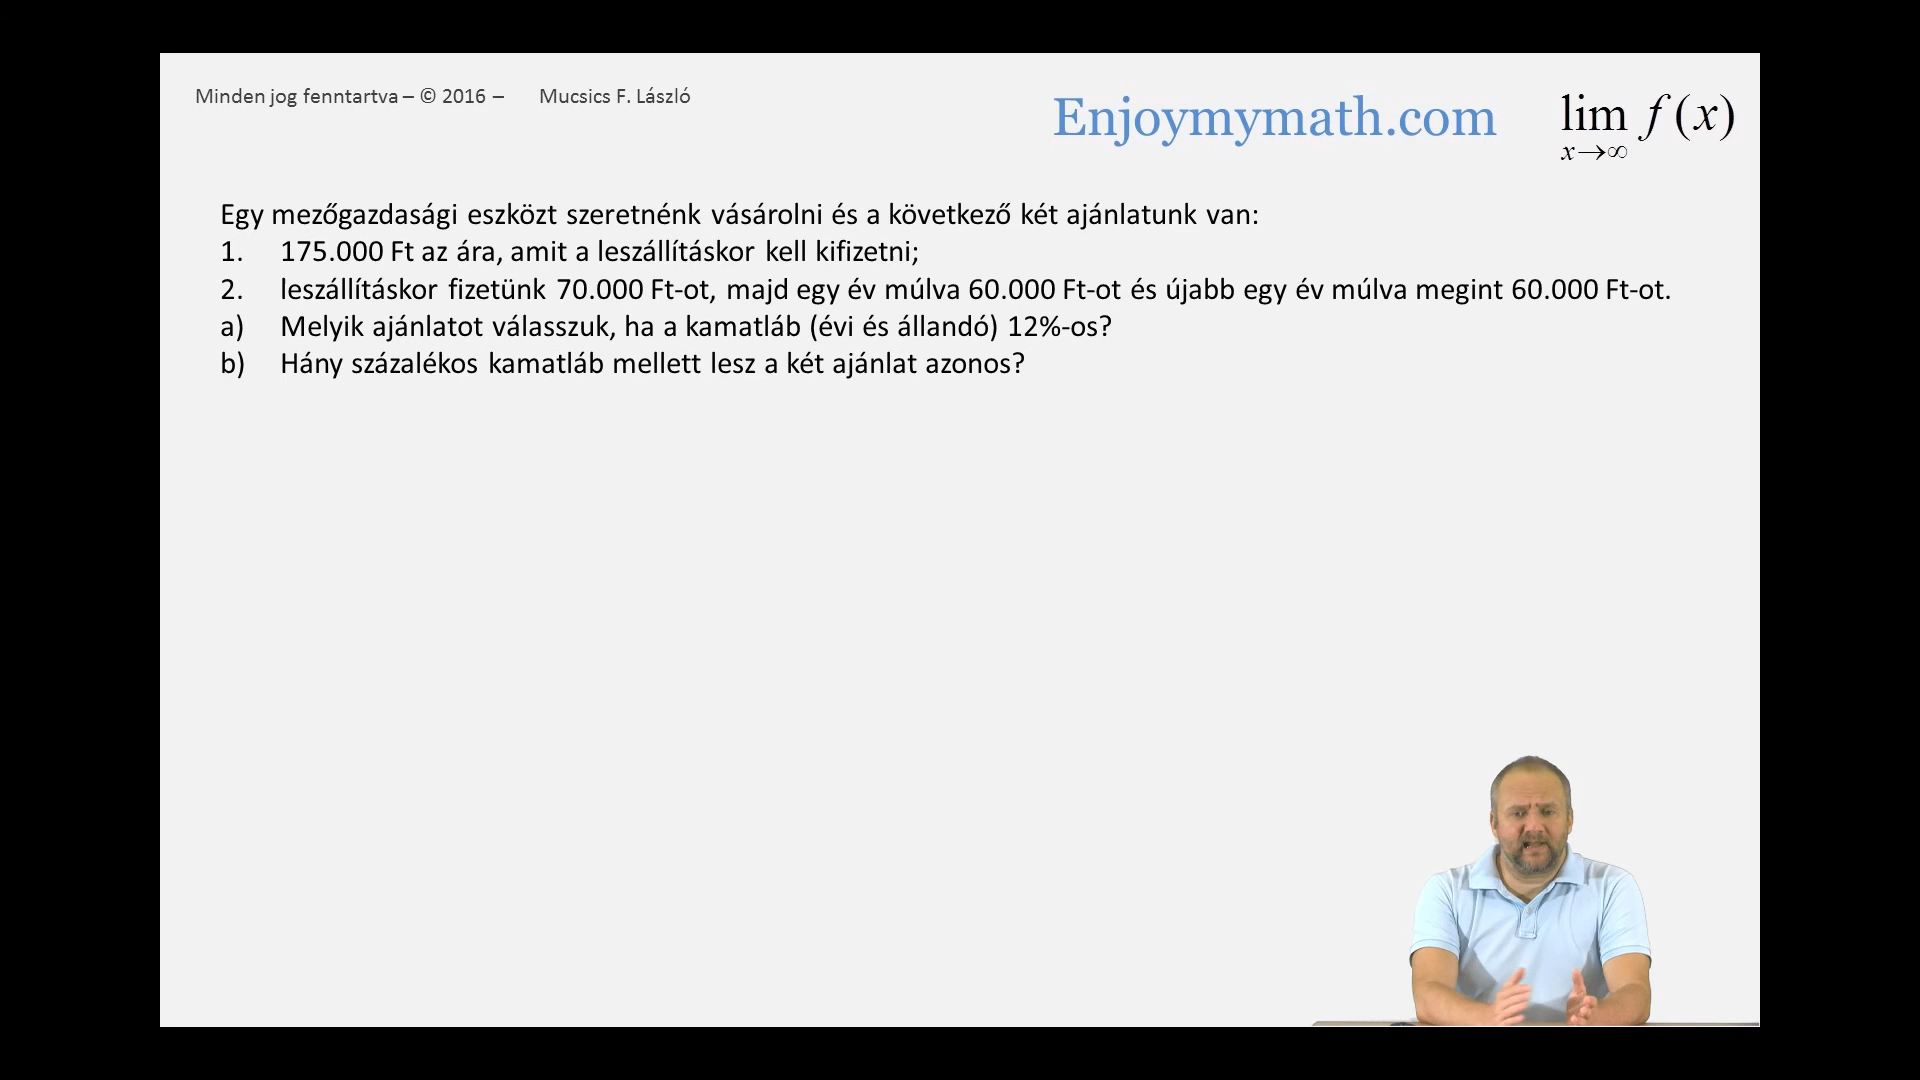 Minden jog fenntartva – © 2016 – Mucsics F. László
Enjoymymath.com
lim f(x)
x→∞
Egy mezőgazdasági eszközt szeretnénk vásárolni és a következő két ajánlatunk van:
1. 175.000 Ft az ára, amit a leszállításkor kell kifizetni;
2. leszállításkor fizetünk 70.000 Ft-ot, majd egy év múlva 60.000 Ft-ot és újabb egy év múlva megint 60.000 Ft-ot.
a) Melyik ajánlatot válasszuk, ha a kamatláb (évi és állandó) 12%-os?
b) Hány százalékos kamatláb mellett lesz a két ajánlat azonos?